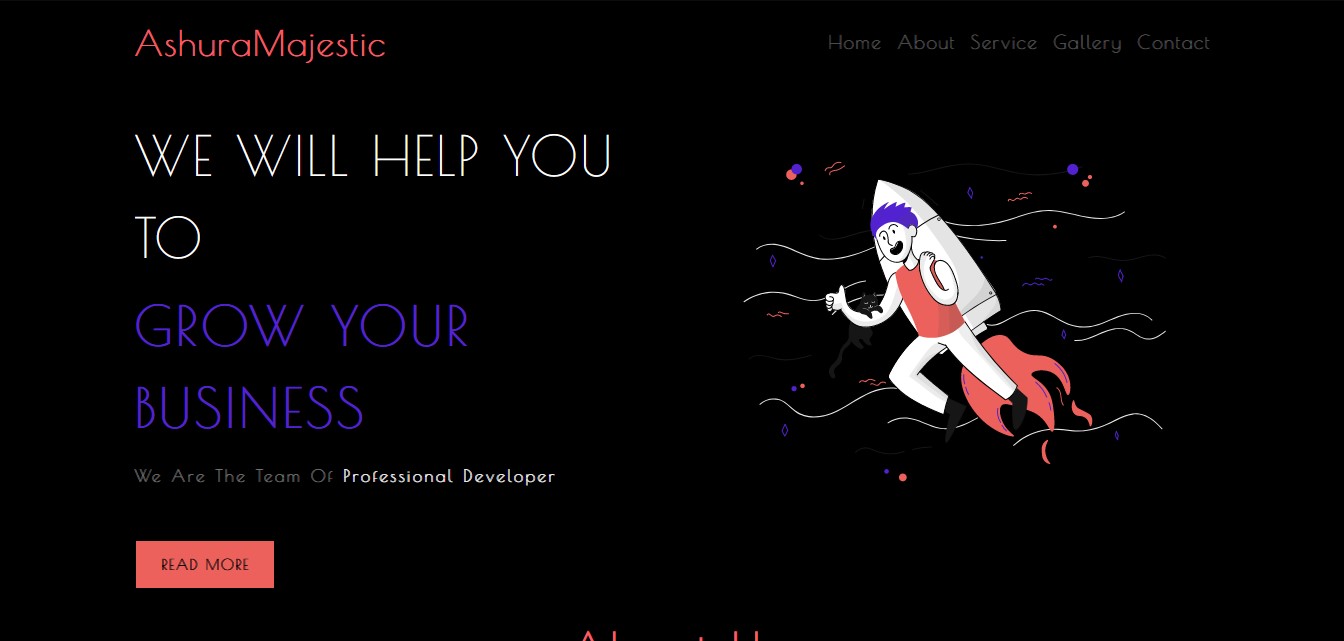 AshuraMajestic
Home About Service Gallery Contact
WE WILL HELP YOU
TO
GROW YOUR
BUSINESS
We Are The Team Of Professional Developer
READ MORE